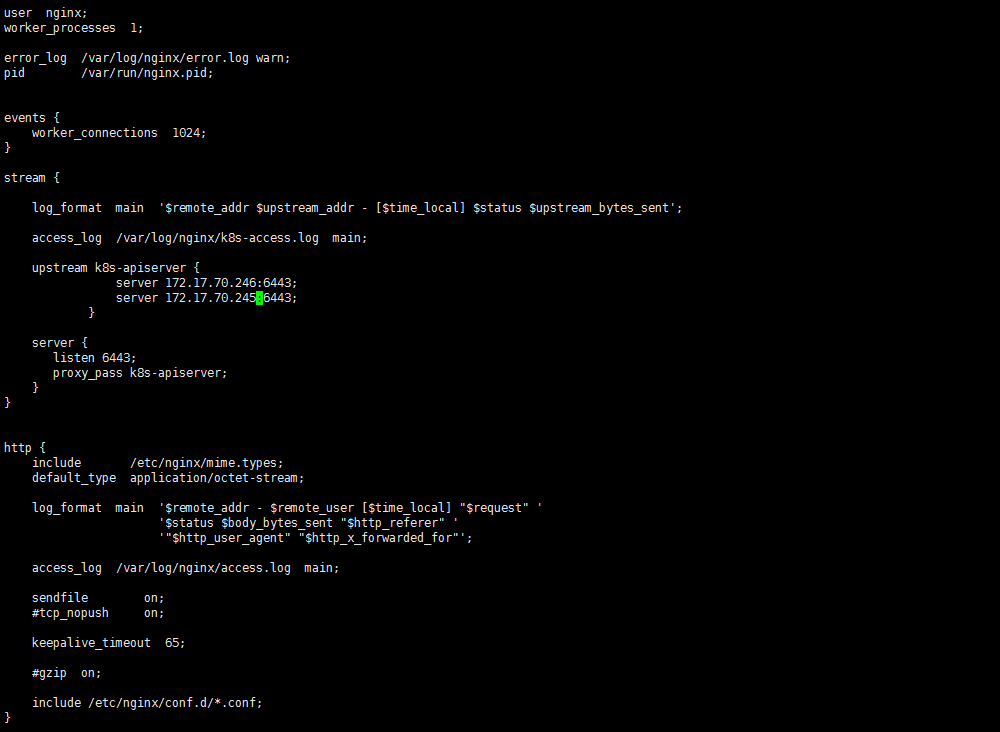 user  nginx;
worker_processes  1;

error_log  /var/log/nginx/error.log warn;
pid        /var/run/nginx.pid;


events {
    worker_connections  1024;
}

stream {

    log_format  main  '$remote_addr $upstream_addr - [$time_local] $status $upstream_bytes_sent';

    access_log  /var/log/nginx/k8s-access.log  main;

    upstream k8s-apiserver {
                server 172.17.70.246:6443;
                server 172.17.70.245:6443;
            }

    server {
       listen 6443;
       proxy_pass k8s-apiserver;
    }
}


http {
    include       /etc/nginx/mime.types;
    default_type  application/octet-stream;

    log_format  main  '$remote_addr - $remote_user [$time_local] "$request" '
                      '$status $body_bytes_sent "$http_referer" '
                      '"$http_user_agent" "$http_x_forwarded_for"';

    access_log  /var/log/nginx/access.log  main;

    sendfile        on;
    #tcp_nopush     on;

    keepalive_timeout  65;

    #gzip  on;

    include /etc/nginx/conf.d/*.conf;
}